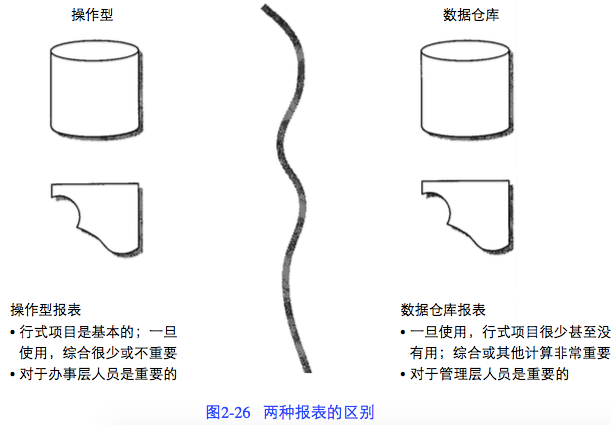 操作型
数据仓库
操作型报表
• 行式项目是基本的；一旦
使用，综合很少或不重要
• 对于办事层人员是重要的
数据仓库报表
• 一旦使用，行式项目很少甚至没
有用；综合或其他计算非常重要
• 对于管理层人员是重要的
图2-26 两种报表的区别